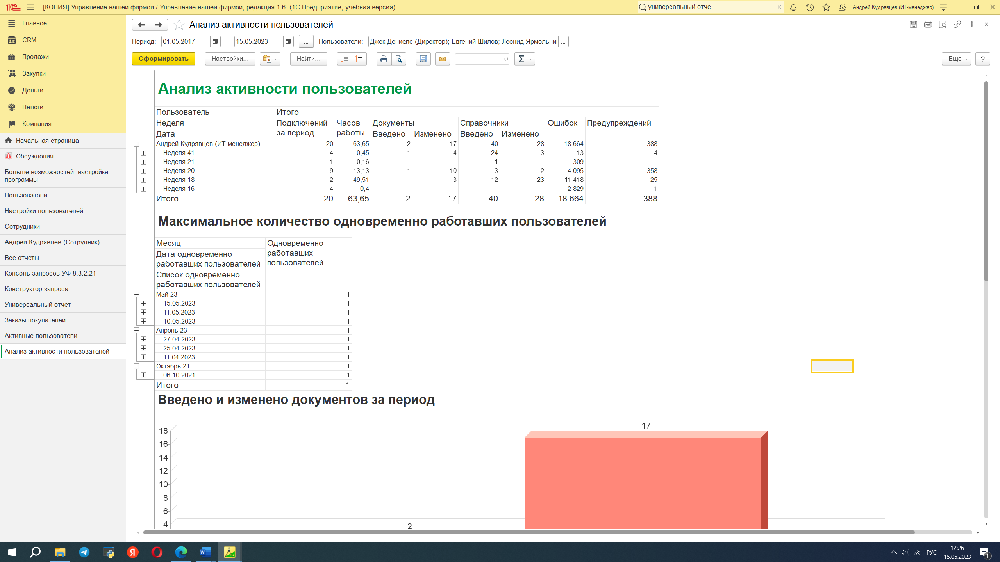 [КОПИЯ] Управление нашей фирмой / Управление нашей фирмой, редакция 1.6 (1С:Предприятие, учебная версия)
универсальный отче
Андрей Кудрявцев (ИТ-менеджер)
Главное
CRM
Продажи
Закупки
Деньги
Налоги
Компания
Начальная страница
Обсуждения
Больше возможностей: настройка
программы
Пользователи
Настройки пользователей
Сотрудники
Андрей Кудрявцев (Сотрудник)
Все отчеты
Консоль запросов УФ 8.3.2.21
Конструктор запроса
Универсальный отчет
Заказы покупателей
Активные пользователи
Анализ активности пользователей
Анализ активности пользователей
Период: 01.05.2017 – 15.05.2023 ... Пользователи: Джек Дениелс (Директор); Евгений Шилов; Леонид Ярмольни ...
Сформировать Настройки... Найти... 0 Σ Еще ?
Анализ активности пользователей
Пользователь Итого
Неделя Подключений за период Часов работы Документы Справочники Ошибок Предупреждений
Дата Введено Изменено Введено Изменено
Андрей Кудрявцев (ИТ-менеджер) 20 63,65 2 17 40 28 18 664 388
Неделя 41 4 0,45 1 4 24 3 13 4
Неделя 21 1 0,16 1 309
Неделя 20 9 13,13 1 10 3 2 4 095 358
Неделя 18 2 49,51 3 12 23 11 418 25
Неделя 16 4 0,4 2 829 1
Итого 20 63,65 2 17 40 28 18 664 388
Максимальное количество одновременно работавших пользователей
Месяц Одновременно
работавших
пользователей
Дата одновременно
работавших пользователей
Список одновременно
работавших пользователей
Май 23 1
15.05.2023 1
11.05.2023 1
10.05.2023 1
Апрель 23 1
27.04.2023 1
25.04.2023 1
11.04.2023 1
Октябрь 21 1
06.10.2021 1
Итого 1
Введено и изменено документов за период
17
18
16
14
12
10
8
6
4
2
РУС
12:26
15.05.2023
1